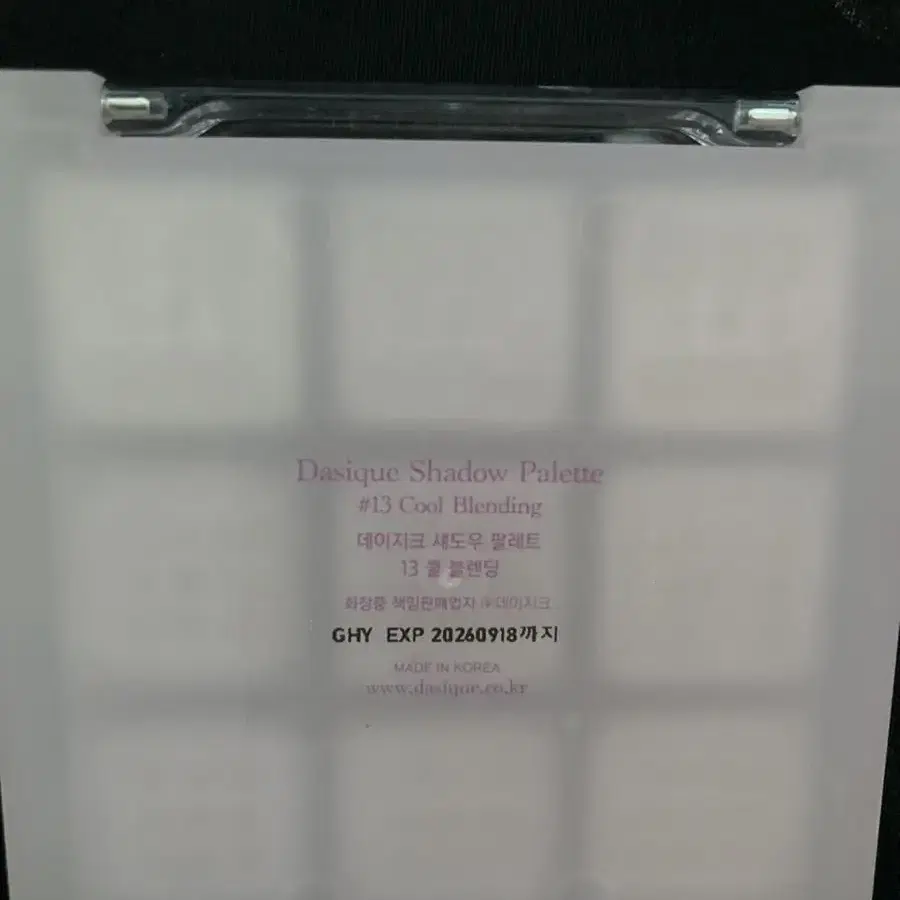 Dasique Shadow Palette
#13 Cool Blending
데이지크 섀도우 팔레트
13 쿨 블렌딩
화장품 책임판매업자 ㈜데이지크
GHY EXP 20260918까지
MADE IN KOREA
www.dasique.co.kr